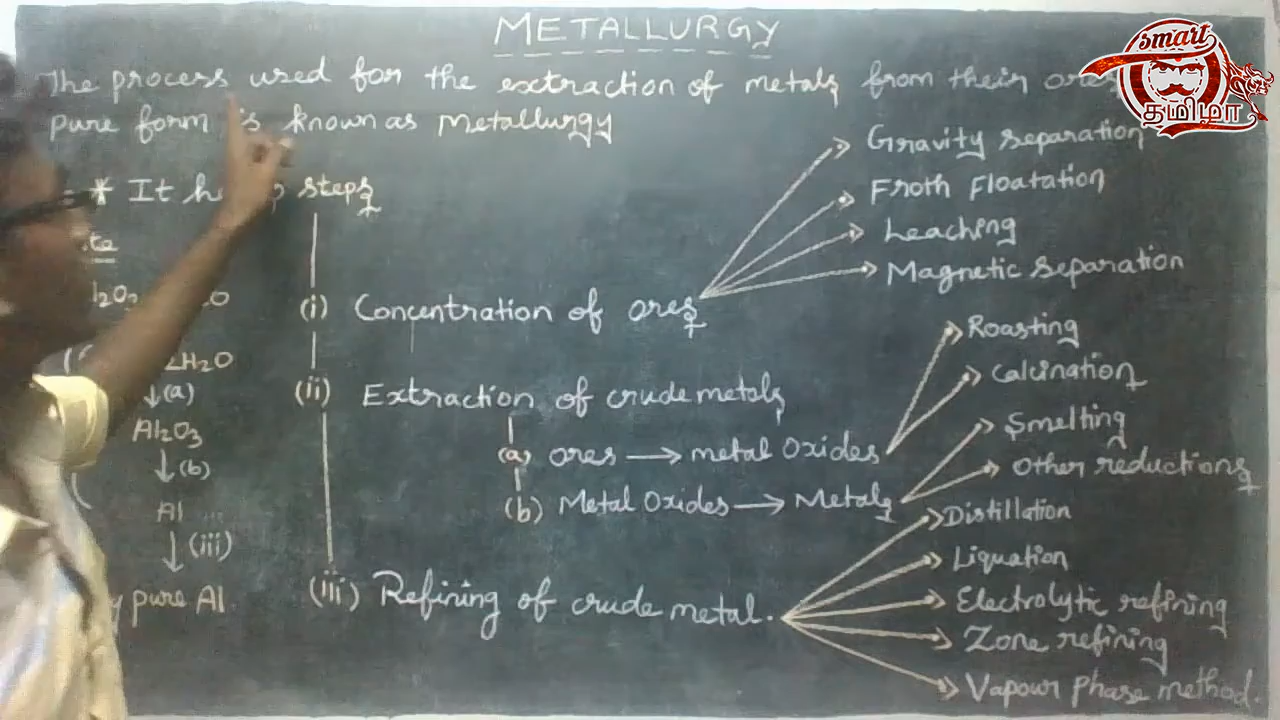 METALLURGY
The process used for the extraction of metals from their ores
pure form is known as Metallurgy
* It steps
Gravity separation
Froth Floatation
Leaching
Magnetic separation
(i) Concentration of ores
Roasting
Calcination
(ii) Extraction of crude metals
(a) ores → metal oxides
Smelting
Other reductions
(b) Metal Oxides → Metals
Distillation
Liquation
(iii) Refining of crude metal.
Electrolytic refining
Zone refining
Vapour phase method.
2H2O
↓(a)
Al2O3
↓(b)
Al
↓(iii)
pure Al
smart
தமிழா